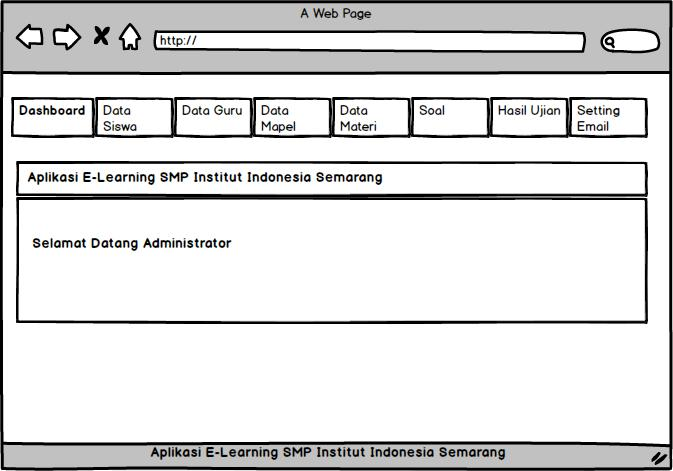 A Web Page
http://
Dashboard
Data
Siswa
Data Guru
Data
Mapel
Data
Materi
Soal
Hasil Ujian
Setting
Email
Aplikasi E-Learning SMP Institut Indonesia Semarang
Selamat Datang Administrator
Aplikasi E-Learning SMP Institut Indonesia Semarang